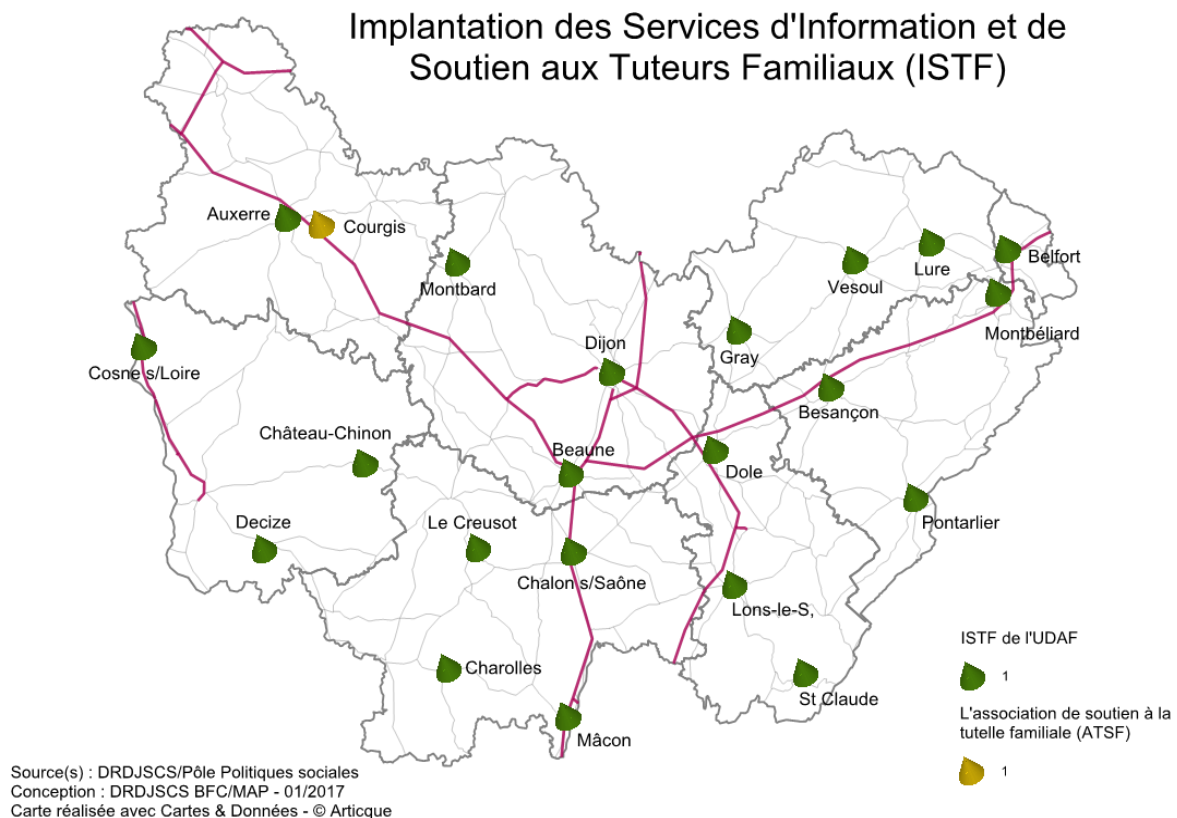 Implantation des Services d'Information et de
Soutien aux Tuteurs Familiaux (ISTF)
Auxerre
Courgis
Montbard
Vesoul
Lure
Belfort
Montbéliard
Gray
Dijon
Cosne s/Loire
Besançon
Château-Chinon
Beaune
Dole
Decize
Le Creusot
Pontarlier
Chalon s/Saône
Lons-le-S,
Charolles
St Claude
Mâcon
ISTF de l'UDAF
1
L'association de soutien à la
tutelle familiale (ATSF)
1
Source(s) : DRDJSCS/Pôle Politiques sociales
Conception : DRDJSCS BFC/MAP - 01/2017
Carte réalisée avec Cartes & Données - © Articque